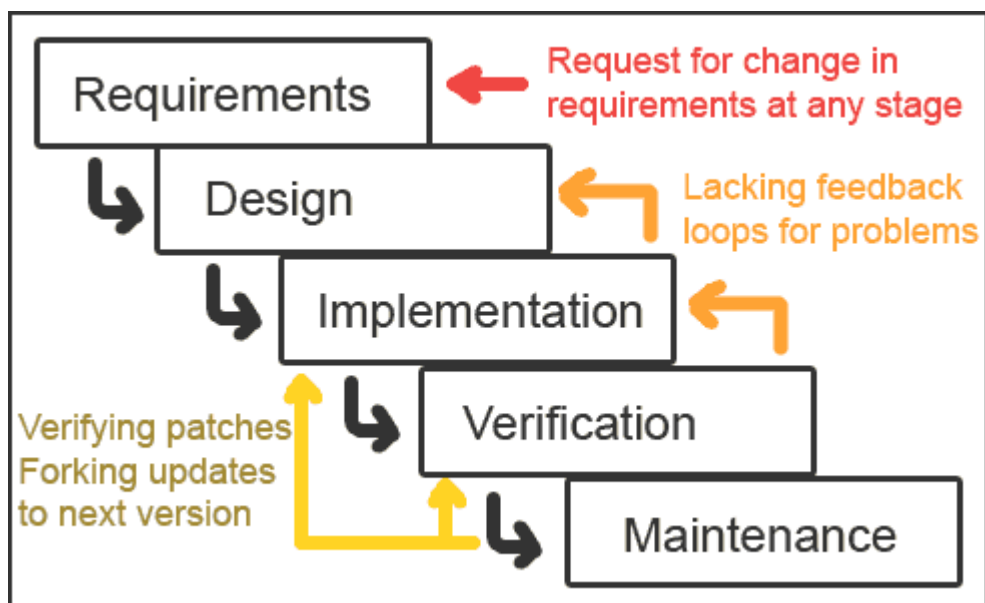 Requirements
Request for change in
requirements at any stage
Design
Lacking feedback
loops for problems
Implementation
Verifying patches
Forking updates
to next version
Verification
Maintenance